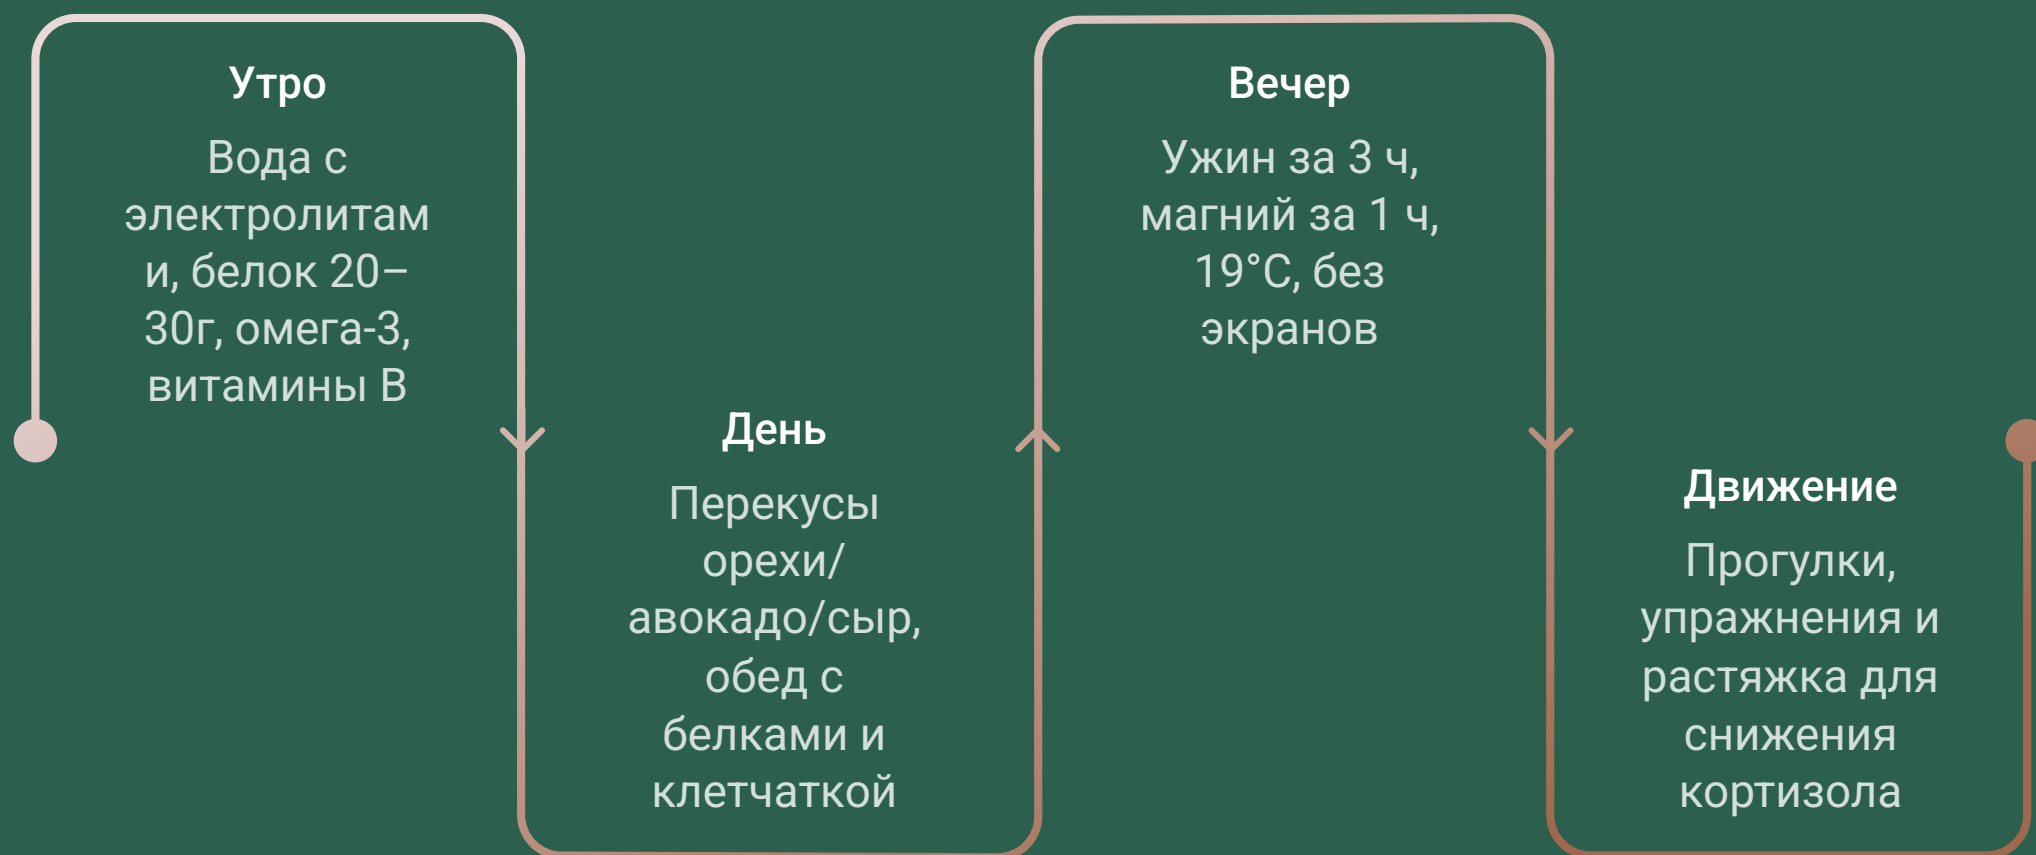 Утро
Вода с
электролитам
и, белок 20–
30г, омега-3,
витамины B
День
Перекусы
орехи/
авокадо/сыр,
обед с
белками и
клетчаткой
Вечер
Ужин за 3 ч,
магний за 1 ч,
19°C, без
экранов
Движение
Прогулки,
упражнения и
растяжка для
снижения
кортизола